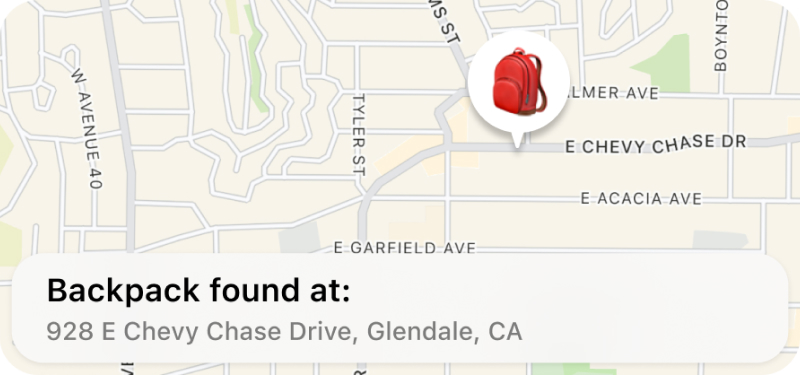 MS ST
BOYNTO
LMER AVE
W AVENUE 40
TYLER ST
E CHEVY CHASE DR
E ACACIA AVE
E GARFIELD AVE
Backpack found at:
928 E Chevy Chase Drive, Glendale, CA